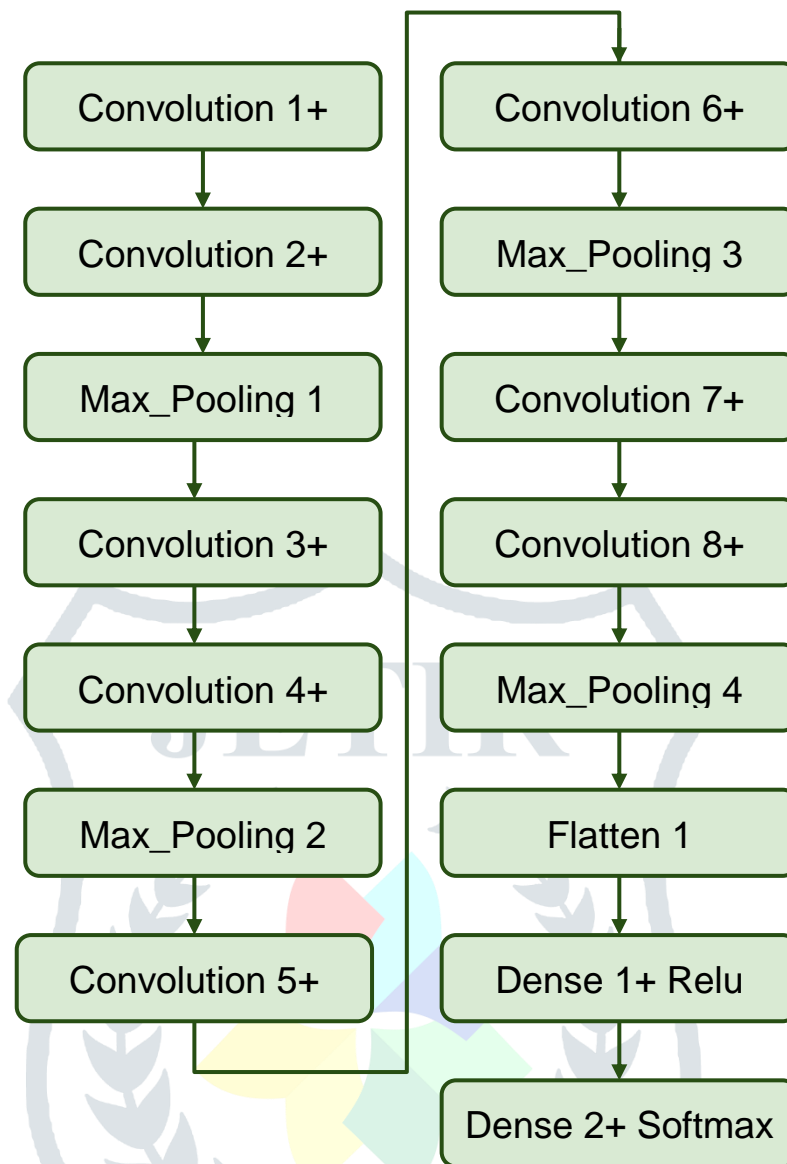 Convolution 1+
Convolution 2+
Max_Pooling 1
Convolution 3+
Convolution 4+
Max_Pooling 2
Convolution 5+
Convolution 6+
Max_Pooling 3
Convolution 7+
Convolution 8+
Max_Pooling 4
Flatten 1
Dense 1+ Relu
Dense 2+ Softmax
JETIR